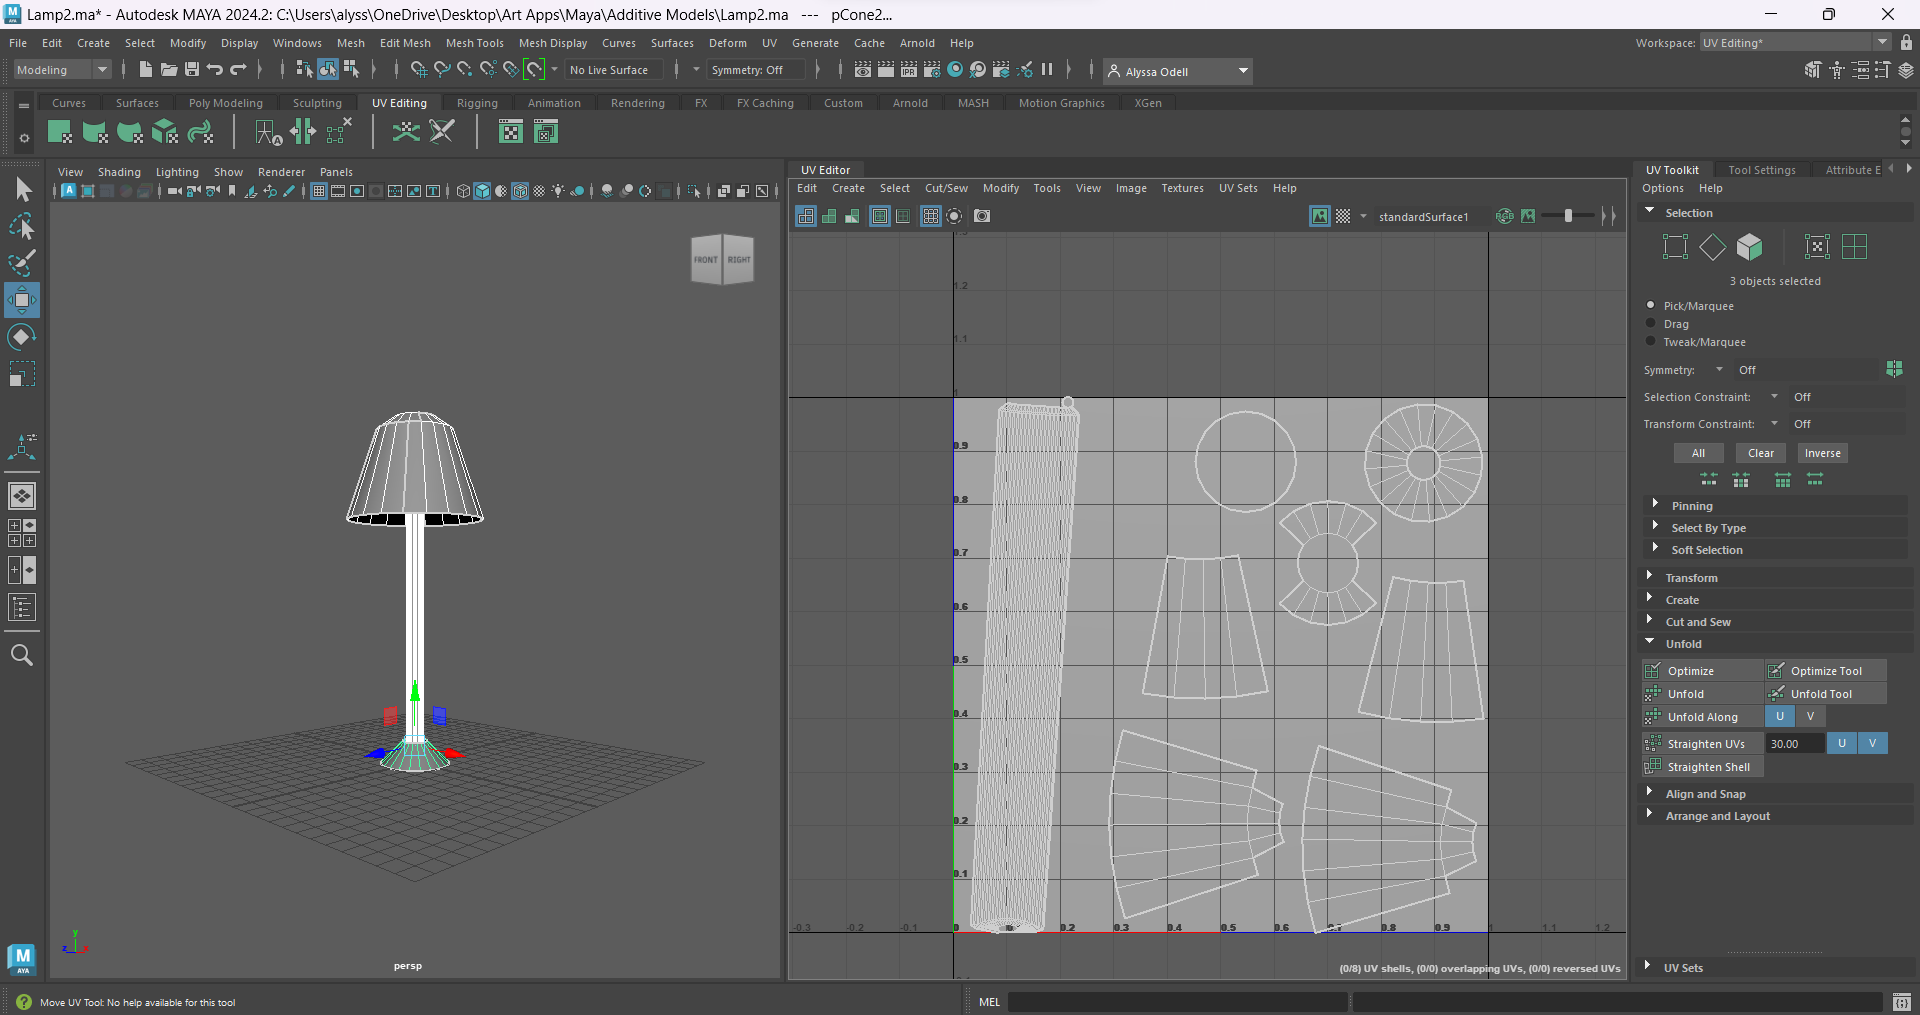 Lamp2.ma* - Autodesk MAYA 2024.2: C:\Users\alyss\OneDrive\Desktop\Art Apps\Maya\Additive Models\Lamp2.ma --- pCone2...
File Edit Create Select Modify Display Windows Mesh Edit Mesh Mesh Tools Mesh Display Curves Surfaces Deform UV Generate Cache Arnold Help
Workspace: UV Editing*
Modeling
No Live Surface
Symmetry: Off
Alyssa Odell
Curves Surfaces Poly Modeling Sculpting UV Editing Rigging Animation Rendering FX FX Caching Custom Arnold MASH Motion Graphics XGen
View Shading Lighting Show Renderer Panels
FRONT RIGHT
persp
y
z x
UV Editor
Edit Create Select Cut/Sew Modify Tools View Image Textures UV Sets Help
standardSurface1
1.2
1.1
1
0.9
0.8
0.7
0.6
0.5
0.4
0.3
0.2
0.1
-0.3 -0.2 -0.1 0 0.2 0.3 0.4 0.5 0.6 0.7 0.8 0.9 1 1.1 1.2
(0/8) UV shells, (0/0) overlapping UVs, (0/0) reversed UVs
UV Toolkit Tool Settings Attribute E
Options Help
Selection
3 objects selected
Pick/Marquee
Drag
Tweak/Marquee
Symmetry: Off
Selection Constraint: Off
Transform Constraint: Off
All Clear Inverse
Pinning
Select By Type
Soft Selection
Transform
Create
Cut and Sew
Unfold
Optimize Optimize Tool
Unfold Unfold Tool
Unfold Along U V
Straighten UVs 30.00 U V
Straighten Shell
Align and Snap
Arrange and Layout
UV Sets
M
AYA
Move UV Tool: No help available for this tool
MEL